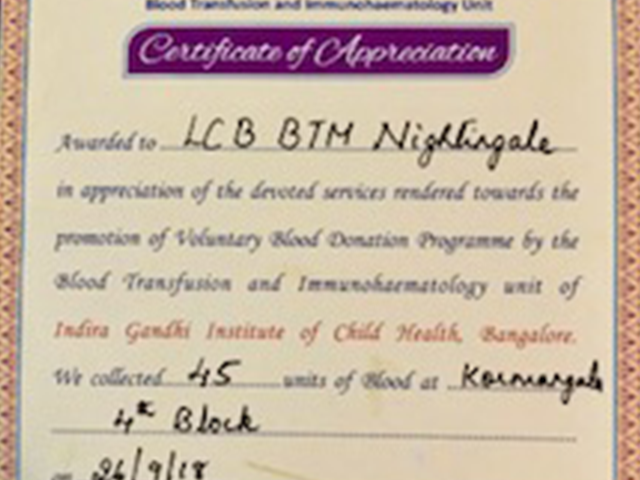 Blood Transfusion and Immunohaematology Unit
Certificate of Appreciation
Awarded to LCB BTM Nightingale
in appreciation of the devoted services rendered towards the
promotion of Voluntary Blood Donation Programme by the
Blood Transfusion and Immunohaematology unit of
Indira Gandhi Institute of Child Health, Bangalore.
We collected 45 units of Blood at Kormangala
4th Block
on 26/9/18